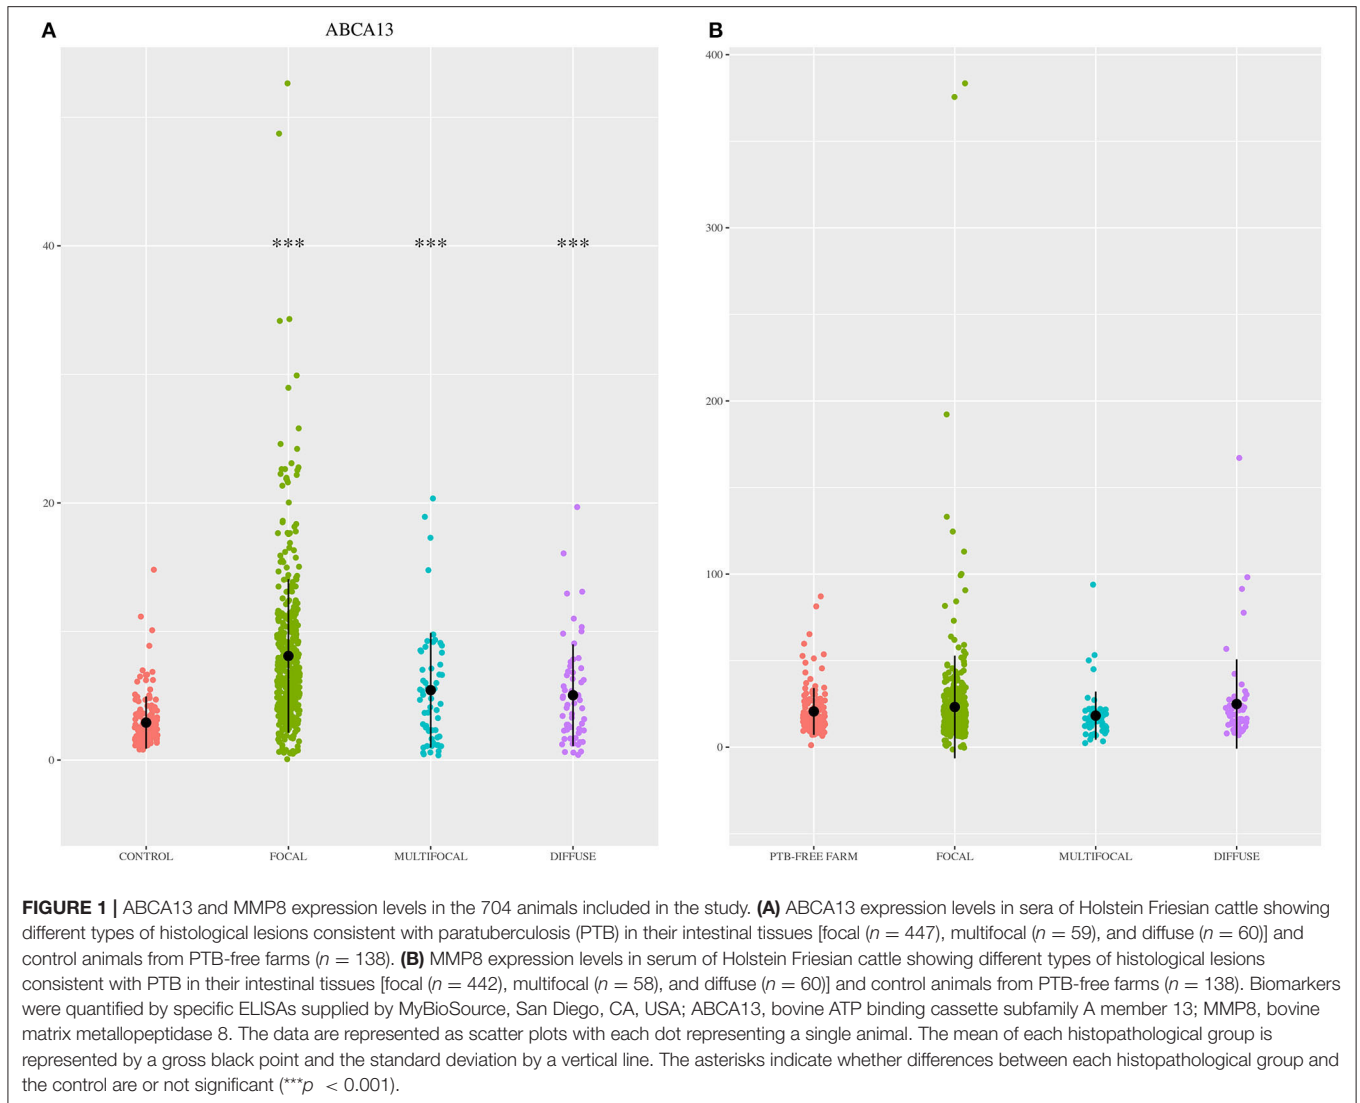 A
ABCA13
B
40
20
0
***
***
***
CONTROL
FOCAL
MULTIFOCAL
DIFFUSE
400
300
200
100
0
PTB-FREE FARM
FOCAL
MULTIFOCAL
DIFFUSE
FIGURE 1 | ABCA13 and MMP8 expression levels in the 704 animals included in the study. (A) ABCA13 expression levels in sera of Holstein Friesian cattle showing
different types of histological lesions consistent with paratuberculosis (PTB) in their intestinal tissues [focal (n = 447), multifocal (n = 59), and diffuse (n = 60)] and
control animals from PTB-free farms (n = 138). (B) MMP8 expression levels in serum of Holstein Friesian cattle showing different types of histological lesions
consistent with PTB in their intestinal tissues [focal (n = 442), multifocal (n = 58), and diffuse (n = 60)] and control animals from PTB-free farms (n = 138). Biomarkers
were quantified by specific ELISAs supplied by MyBioSource, San Diego, CA, USA; ABCA13, bovine ATP binding cassette subfamily A member 13; MMP8, bovine
matrix metallopeptidase 8. The data are represented as scatter plots with each dot representing a single animal. The mean of each histopathological group is
represented by a gross black point and the standard deviation by a vertical line. The asterisks indicate whether differences between each histopathological group and
the control are or not significant (***p < 0.001).